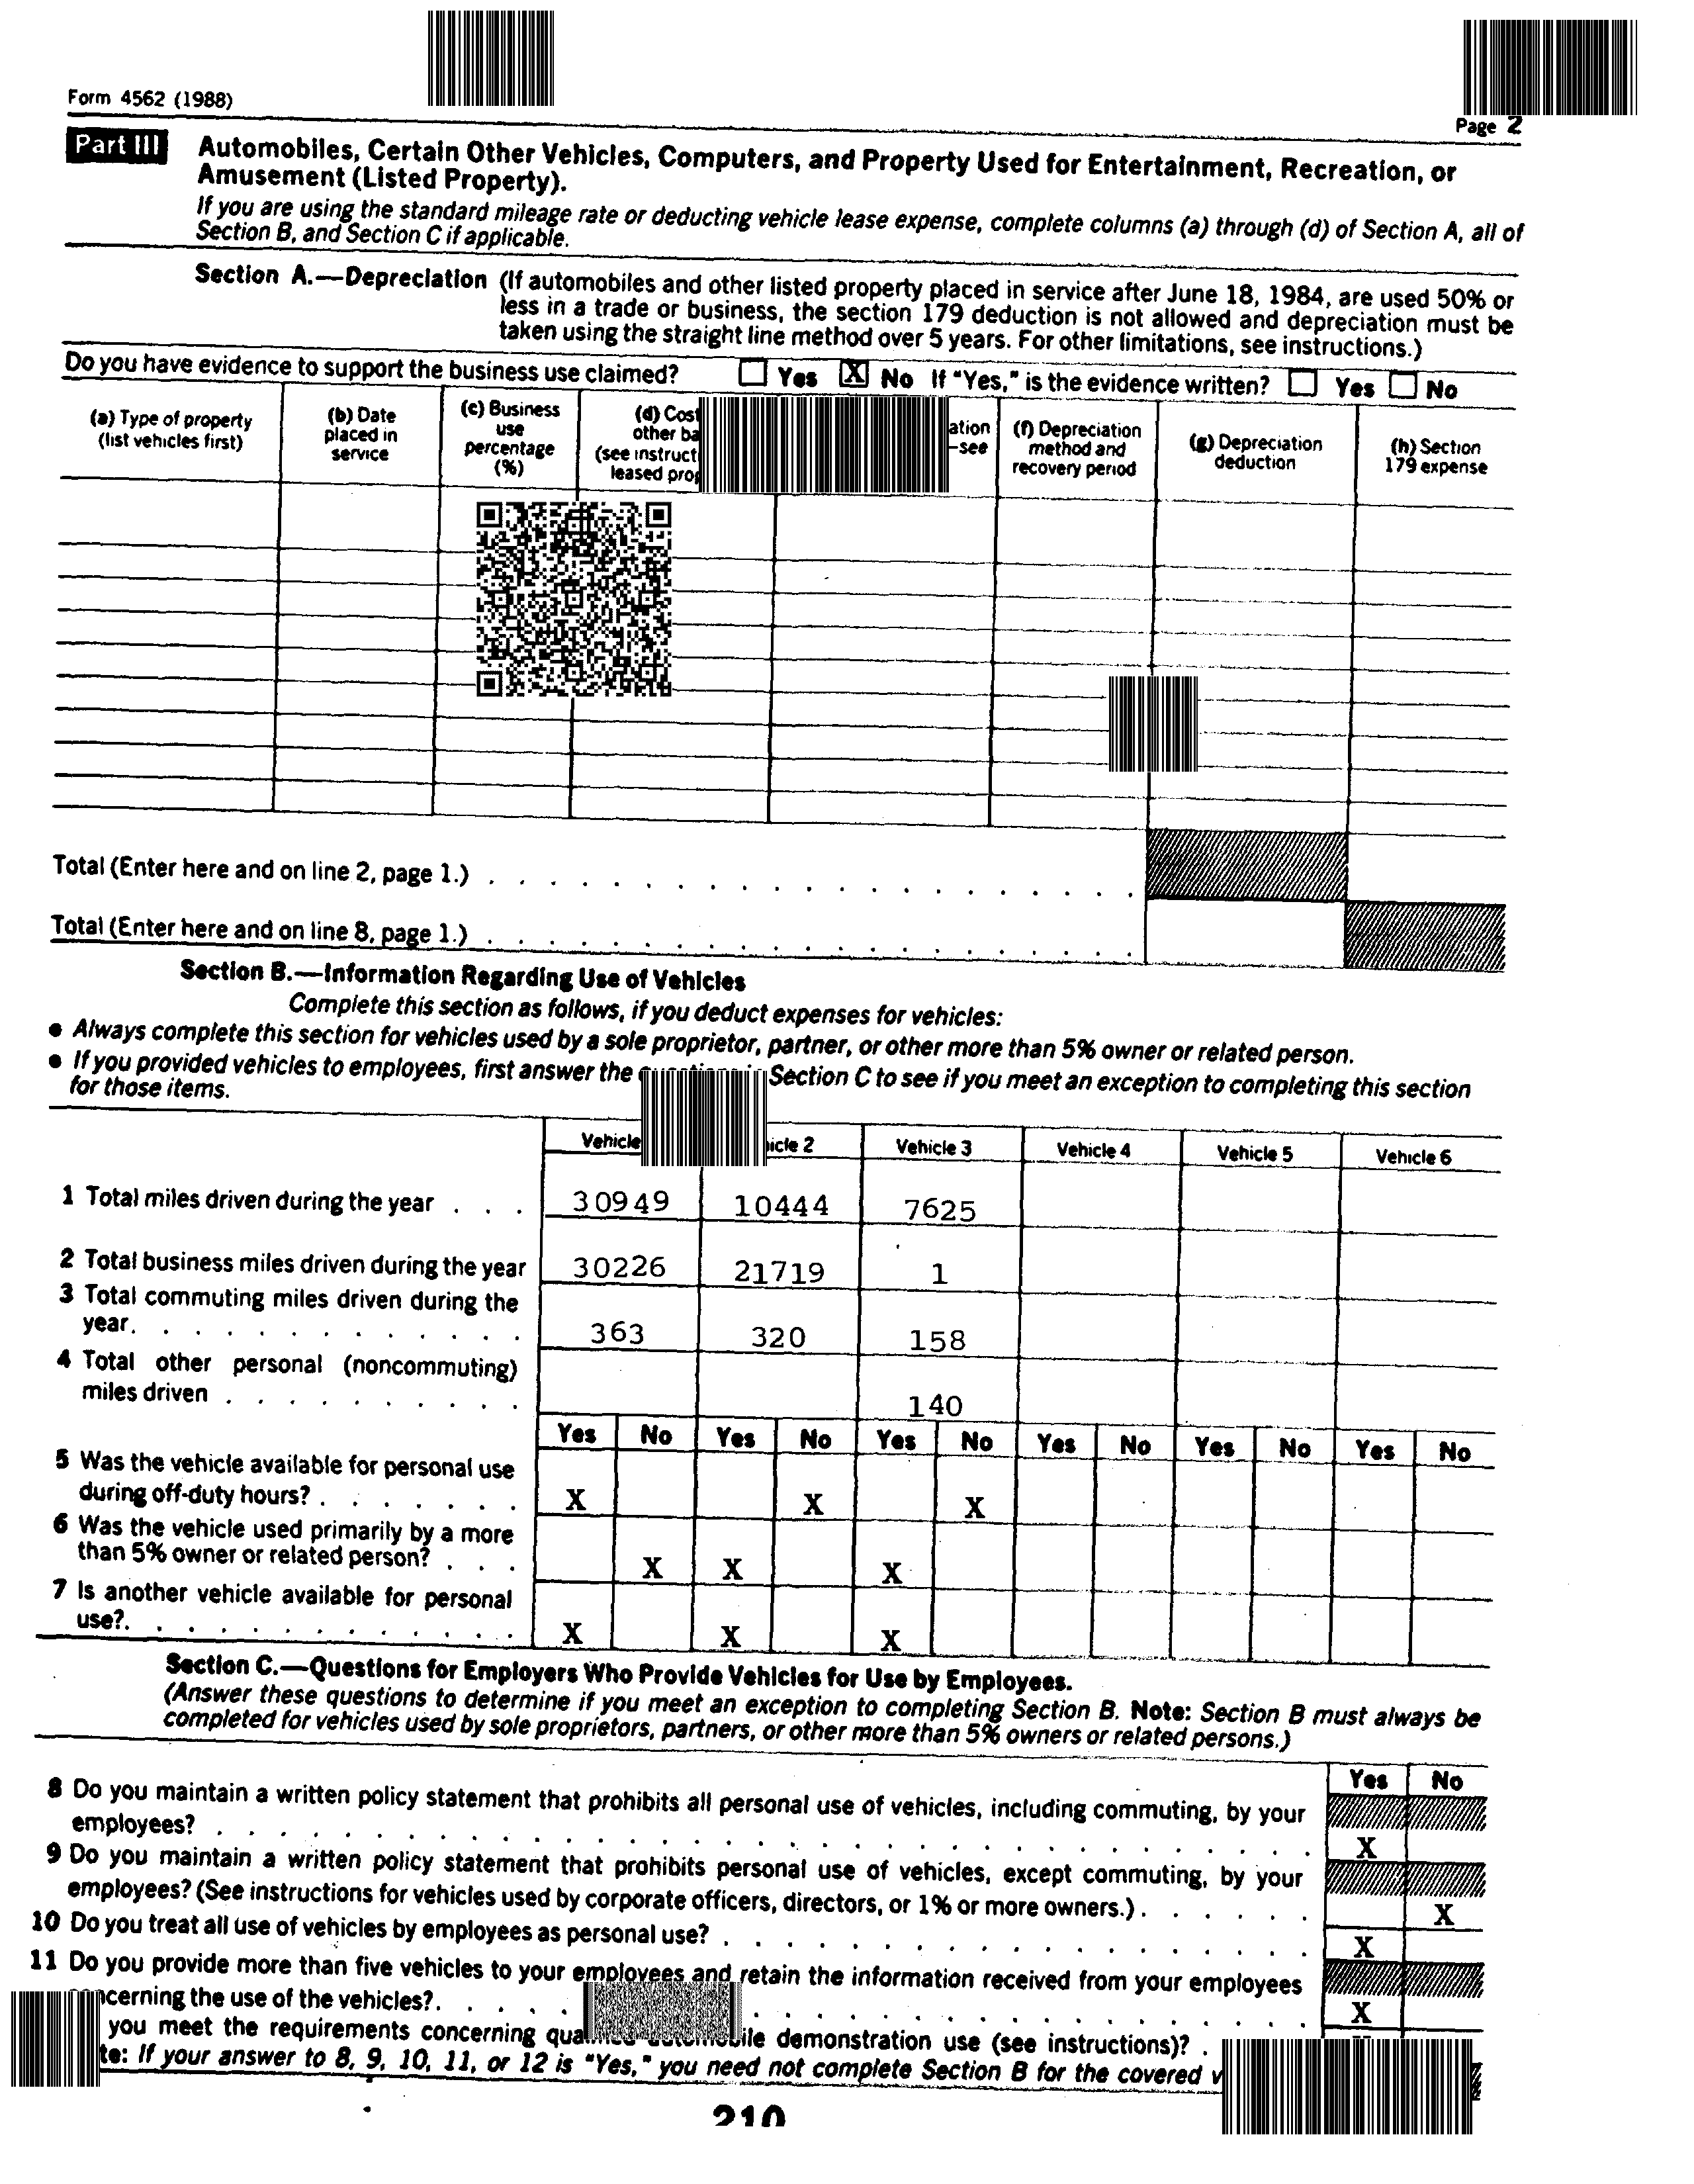 Form 4562 (1988)
Page 2
Part III Automobiles, Certain Other Vehicles, Computers, and Property Used for Entertainment, Recreation, or
Amusement (Listed Property).
If you are using the standard mileage rate or deducting vehicle lease expense, complete columns (a) through (d) of Section A, all of
Section B, and Section C if applicable.
Section A.—Depreciation (If automobiles and other listed property placed in service after June 18, 1984, are used 50% or
less in a trade or business, the section 179 deduction is not allowed and depreciation must be
taken using the straight line method over 5 years. For other limitations, see instructions.)
Do you have evidence to support the business use claimed? Yes X No If "Yes," is the evidence written? Yes No
(a) Type of property
(list vehicles first)
(b) Date
placed in
service
(c) Business
use
percentage
(%)
(d) Cost
other
(see
leased
—see
(f) Depreciation
method and
recovery period
(g) Depreciation
deduction
(h) Section
179 expense
Total (Enter here and on line 2, page 1.)
Total (Enter here and on line 8, page 1.)
Section B.—Information Regarding Use of Vehicles
Complete this section as follows, if you deduct expenses for vehicles:
● Always complete this section for vehicles used by a sole proprietor, partner, or other more than 5% owner or related person.
● If you provided vehicles to employees, first answer the Section C to see if you meet an exception to completing this section
for those items.
Vehicle 2 Vehicle 3 Vehicle 4 Vehicle 5 Vehicle 6
1 Total miles driven during the year . . . 30949 10444 7625
2 Total business miles driven during the year 30226 21719 1
3 Total commuting miles driven during the
year. . . . . . . . . . . . . 363 320 158
4 Total other personal (noncommuting)
miles driven . . . . . . . . . 140
Yes No Yes No Yes No Yes No Yes No Yes No
5 Was the vehicle available for personal use
during off-duty hours? . . . . . . . X X X
6 Was the vehicle used primarily by a more
than 5% owner or related person? . . . X X X
7 Is another vehicle available for personal
use?. . . . . . . . . . . . . X X X
Section C.—Questions for Employers Who Provide Vehicles for Use by Employees.
(Answer these questions to determine if you meet an exception to completing Section B. Note: Section B must always be
completed for vehicles used by sole proprietors, partners, or other more than 5% owners or related persons.)
Yes No
8 Do you maintain a written policy statement that prohibits all personal use of vehicles, including commuting, by your
employees? X
9 Do you maintain a written policy statement that prohibits personal use of vehicles, except commuting, by your
employees? (See instructions for vehicles used by corporate officers, directors, or 1% or more owners.) . . . . . . X
10 Do you treat all use of vehicles by employees as personal use? X
11 Do you provide more than five vehicles to your employees and retain the information received from your employees
the use of the vehicles?. X
you meet the requirements concerning demonstration use (see instructions)? .
If your answer to 8, 9, 10, 11, or 12 is "Yes," you need not complete Section B for the covered
210